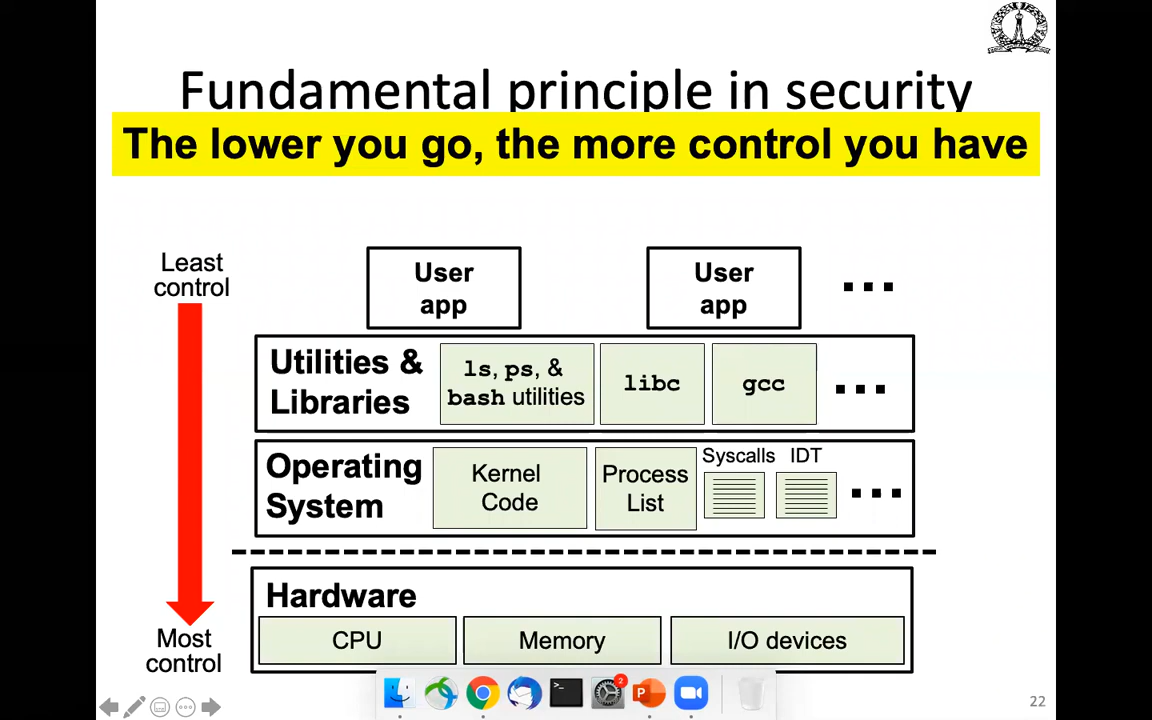 Fundamental principle in security
The lower you go, the more control you have
Least
control
User
app
User
app
...
Utilities &
Libraries
ls, ps, &
bash utilities
libc
gcc
...
Operating
System
Kernel
Code
Process
List
Syscalls
IDT
...
Hardware
CPU
Memory
I/O devices
Most
control
2
22